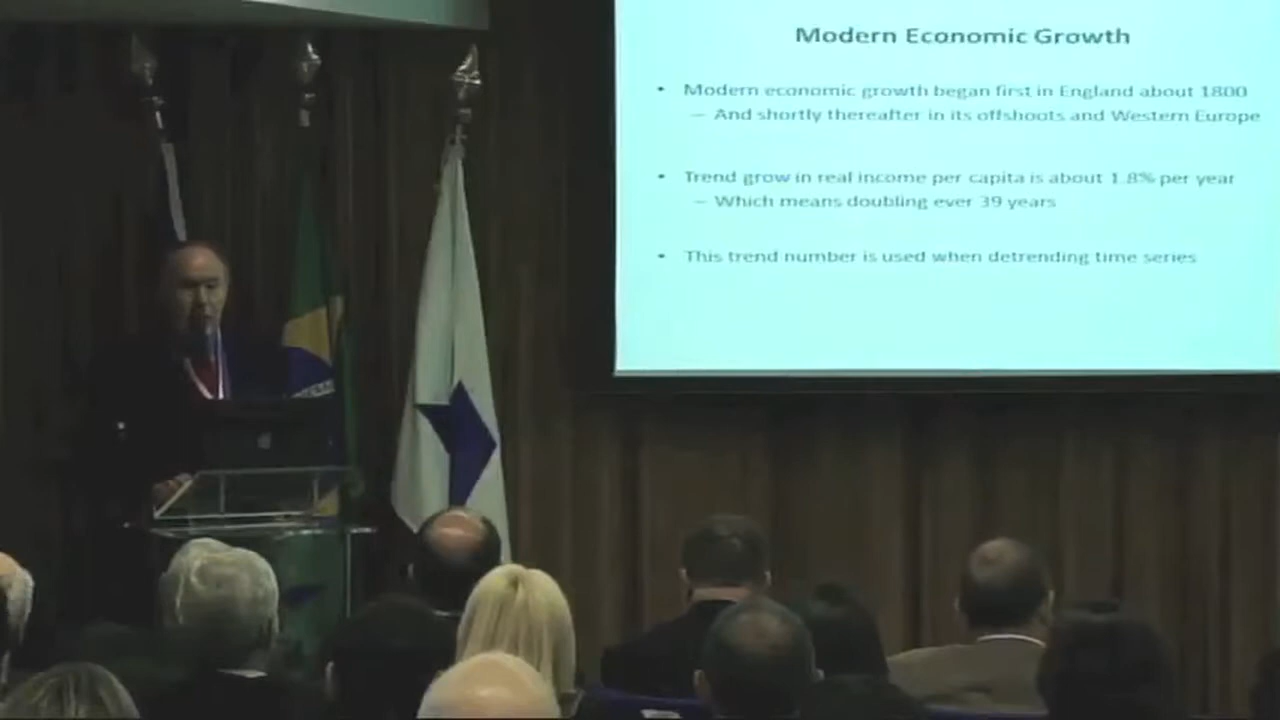 Modern Economic Growth
• Modern economic growth began first in England about 1800
– And shortly thereafter in its offshoots and Western Europe
• Trend grow in real income per capita is about 1.8% per year
– Which means doubling ever 39 years
• This trend number is used when detrending time series